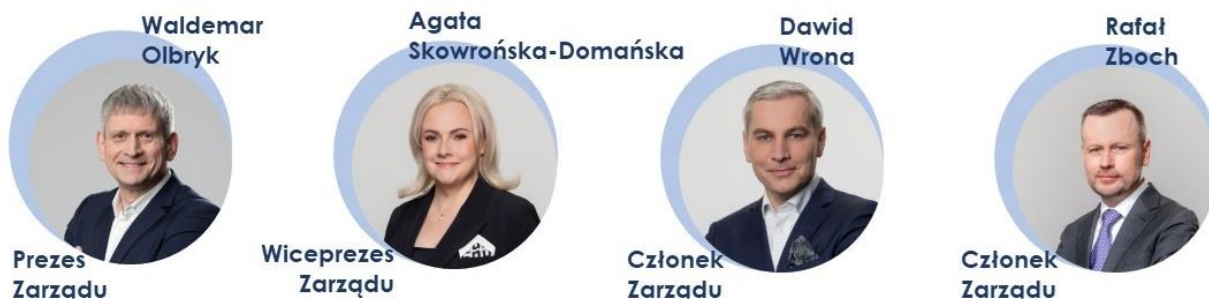 Waldemar
Olbryk
Agata
Skowrońska-Domańska
Dawid
Wrona
Rafał
Zboch
Prezes
Zarządu
Wiceprezes
Zarządu
Członek
Zarządu
Członek
Zarządu